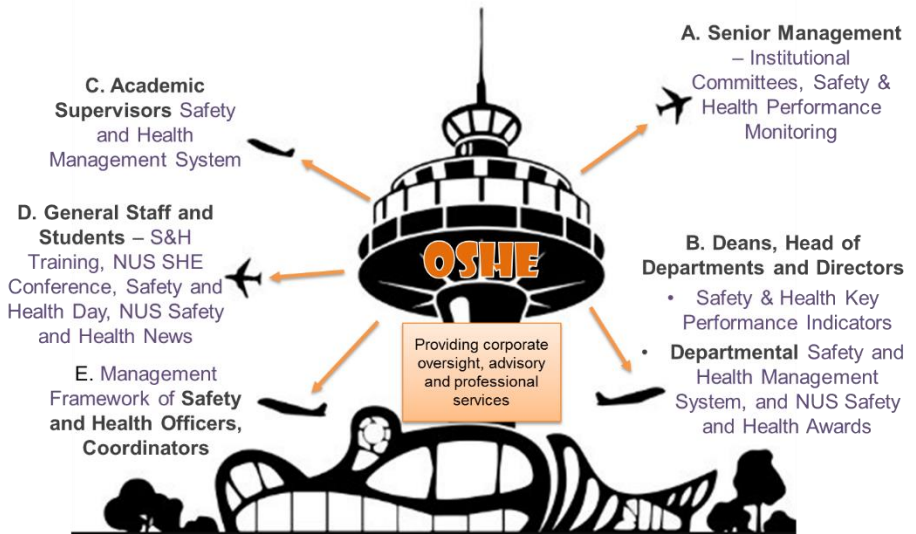 A. Senior Management
– Institutional
Committees, Safety &
Health Performance
Monitoring
C. Academic
Supervisors Safety
and Health
Management System
D. General Staff and
Students – S&H
Training, NUS SHE
Conference, Safety and
Health Day, NUS Safety
and Health News
OSHE
B. Deans, Head of
Departments and Directors
• Safety & Health Key
Performance Indicators
• Departmental Safety and
Health Management
System, and NUS Safety
and Health Awards
Providing corporate
oversight, advisory
and professional
services
E. Management
Framework of Safety
and Health Officers,
Coordinators